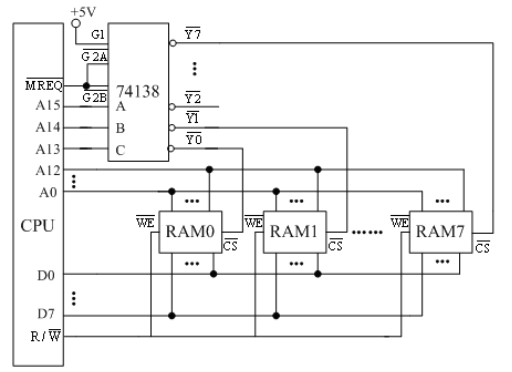 +5V
G1
Y7
G2A
MREQ
74138
G2B
Y2
A15 A
Y1
A14 B
Y0
A13 C
A12
A0
CPU
WE RAM0 CS
WE RAM1 CS
WE RAM7 CS
D0
D7
R/W